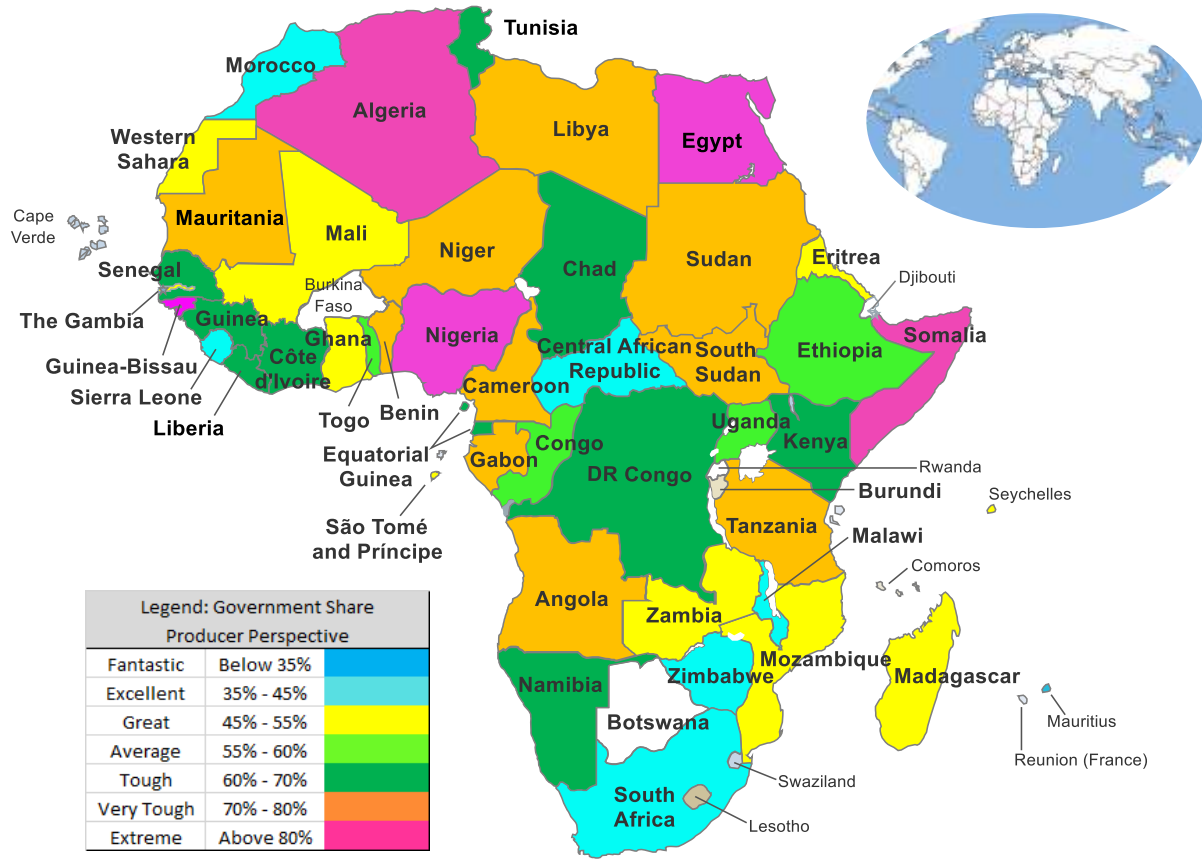 Tunisia
Morocco
Algeria
Libya
Egypt
Western
Sahara
Mauritania
Mali
Niger
Chad
Sudan
Eritrea
Cape
Verde
Senegal
Burkina
Faso
Djibouti
The Gambia
Guinea
Ghana
Nigeria
Somalia
Guinea-Bissau
Côte
d'Ivoire
Central African
Republic
South
Sudan
Ethiopia
Sierra Leone
Liberia
Togo
Benin
Cameroon
Equatorial
Guinea
Gabon
Congo
Uganda
Kenya
DR Congo
Rwanda
Burundi
Seychelles
São Tomé
and Príncipe
Tanzania
Malawi
Comoros
Angola
Zambia
Mozambique
Madagascar
Namibia
Zimbabwe
Botswana
Mauritius
Reunion (France)
Swaziland
South
Africa
Lesotho
Legend: Government Share
Producer Perspective
Fantastic Below 35%
Excellent 35% - 45%
Great 45% - 55%
Average 55% - 60%
Tough 60% - 70%
Very Tough 70% - 80%
Extreme Above 80%